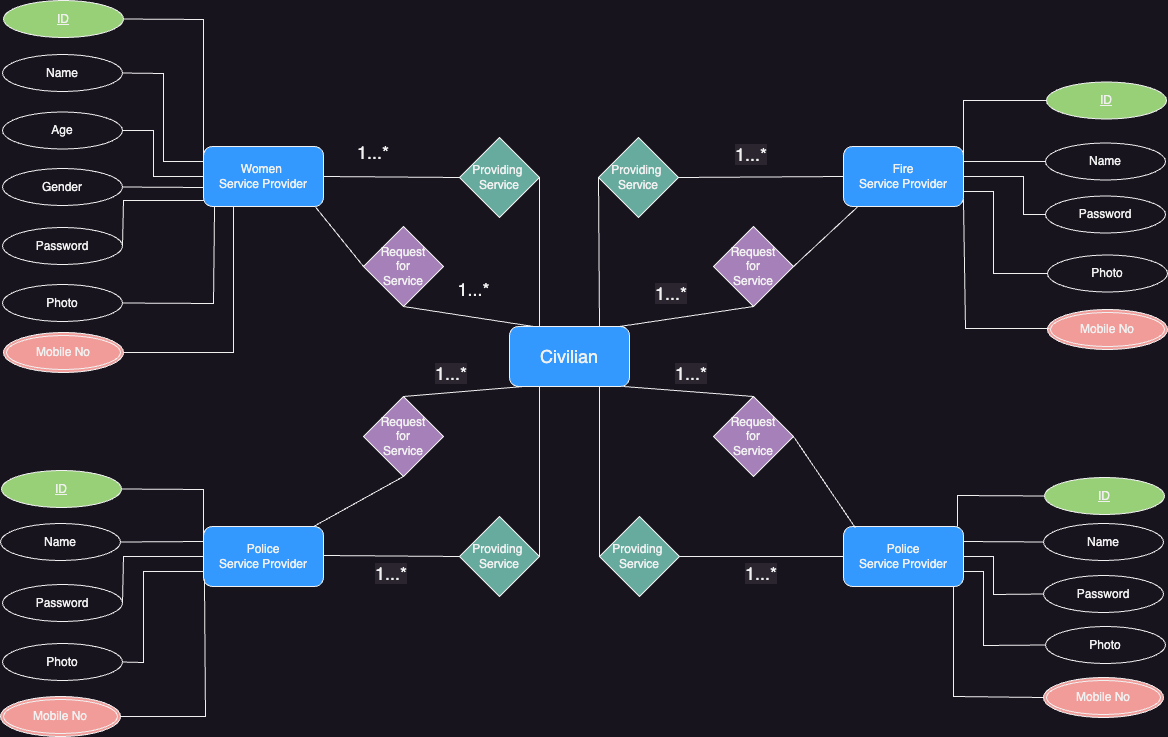 ID
Name
Age
Gender
Password
Photo
Mobile No
Women
Service Provider
1...*
Providing
Service
Request
for
Service
1...*
Providing
Service
1...*
Fire
Service Provider
Request
for
Service
1...*
ID
Name
Password
Photo
Mobile No
Civilian
1...*
Request
for
Service
1...*
Request
for
Service
ID
Name
Password
Photo
Mobile No
Police
Service Provider
1...*
Providing
Service
Providing
Service
1...*
Police
Service Provider
ID
Name
Password
Photo
Mobile No